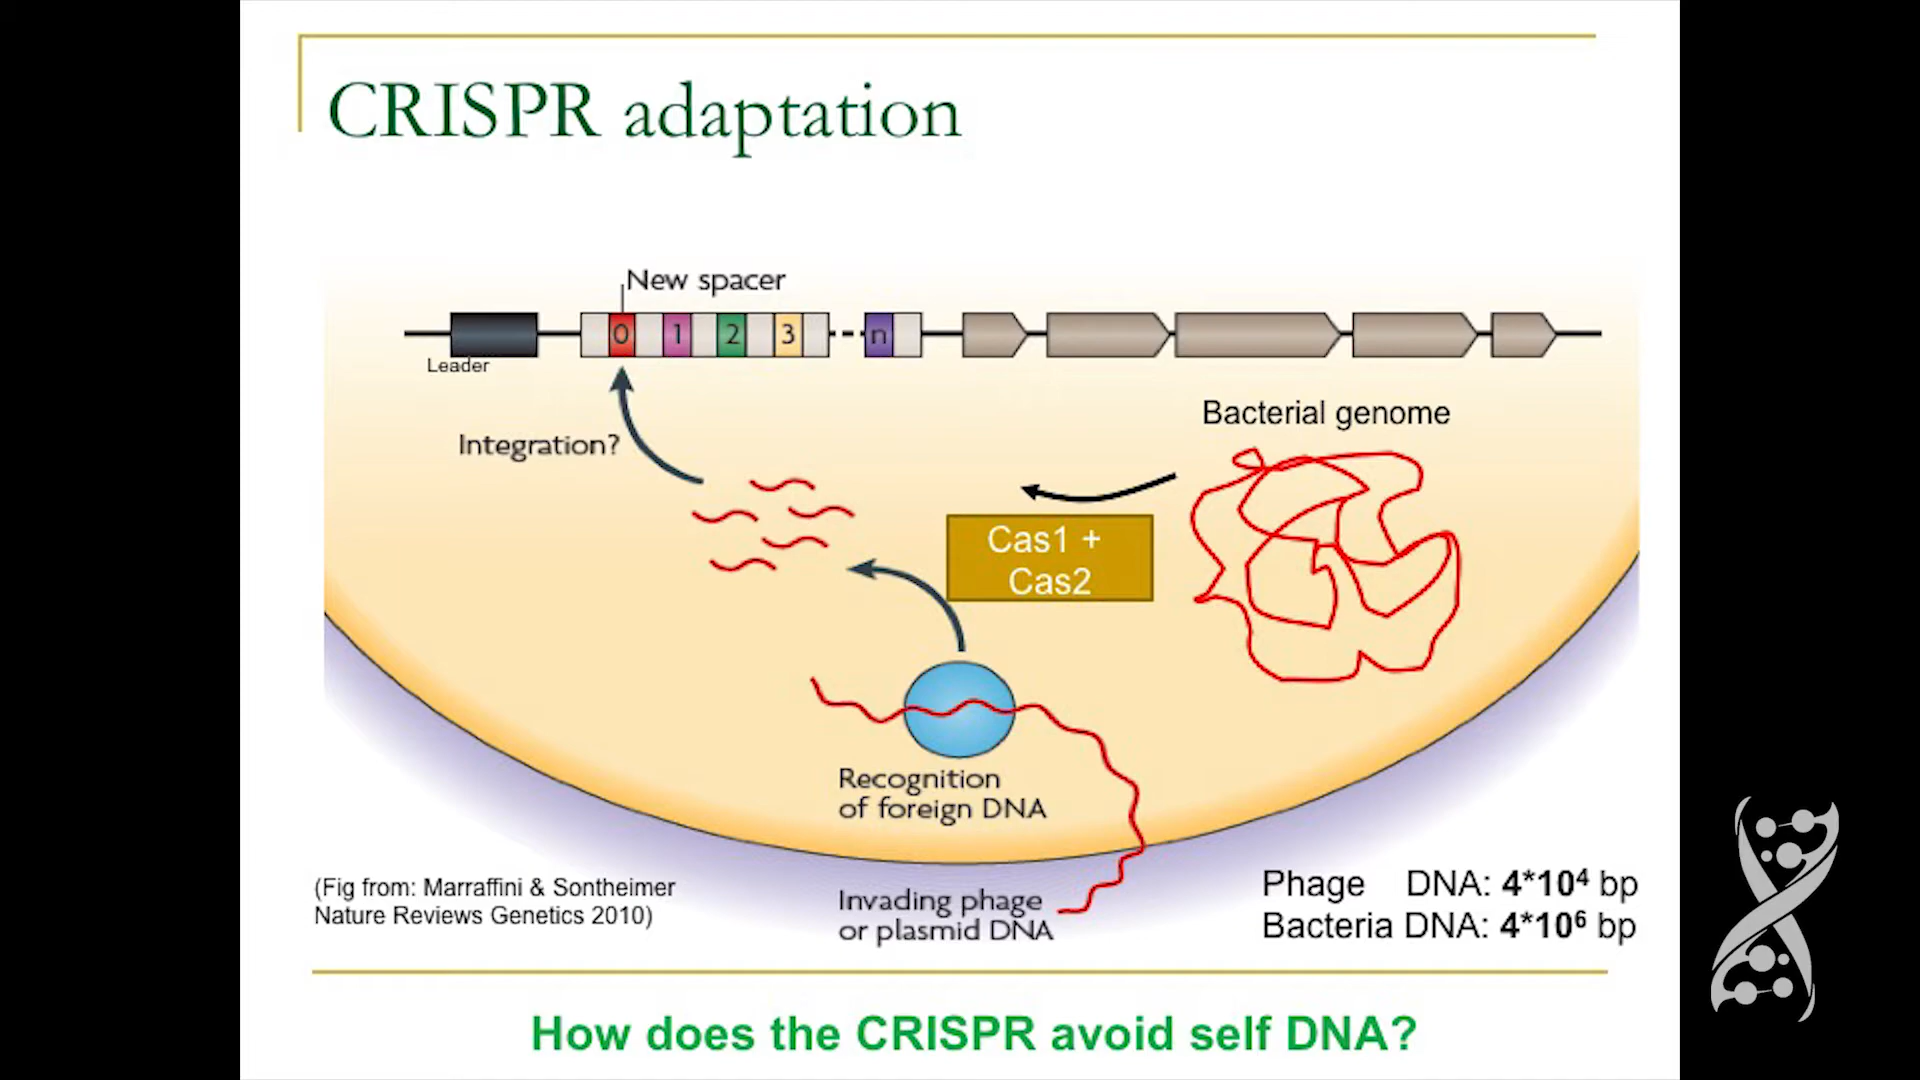 CRISPR adaptation
New spacer
0 1 2 3 n
Leader
Bacterial genome
Integration?
Cas1 +
Cas2
Recognition
of foreign DNA
(Fig from: Marraffini & Sontheimer
Nature Reviews Genetics 2010)
Invading phage
or plasmid DNA
Phage DNA: 4*10⁴ bp
Bacteria DNA: 4*10⁶ bp
How does the CRISPR avoid self DNA?